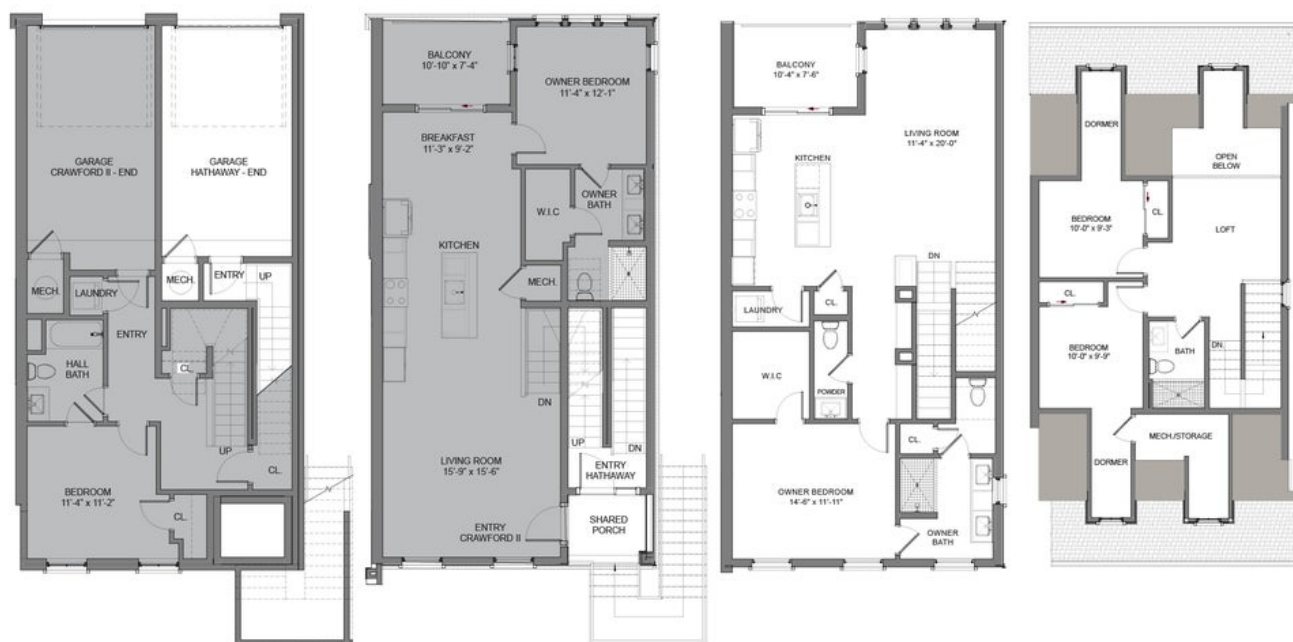 GARAGE
CRAWFORD II - END
GARAGE
HATHAWAY - END
MECH.
LAUNDRY
MECH.
ENTRY
UP
ENTRY
HALL
BATH
CL.
UP
CL.
BEDROOM
11'-4" x 11'-2"
CL.
BALCONY
10'-10" x 7'-4"
OWNER BEDROOM
11'-4" x 12'-1"
BREAKFAST
11'-3" x 9'-2"
W.I.C
OWNER
BATH
KITCHEN
MECH.
DN
UP
DN
LIVING ROOM
15'-9" x 15'-6"
ENTRY
HATHAWAY
SHARED
PORCH
ENTRY
CRAWFORD II
BALCONY
10'-4" x 7'-6"
LIVING ROOM
11'-4" x 20'-0"
KITCHEN
DN
LAUNDRY
CL.
W.I.C
POWDER
CL.
OWNER BEDROOM
14'-6" x 11'-11"
OWNER
BATH
DORMER
OPEN
BELOW
BEDROOM
10'-0" x 9'-3"
CL.
LOFT
CL.
BEDROOM
10'-0" x 9'-9"
BATH
DN
MECH./STORAGE
DORMER